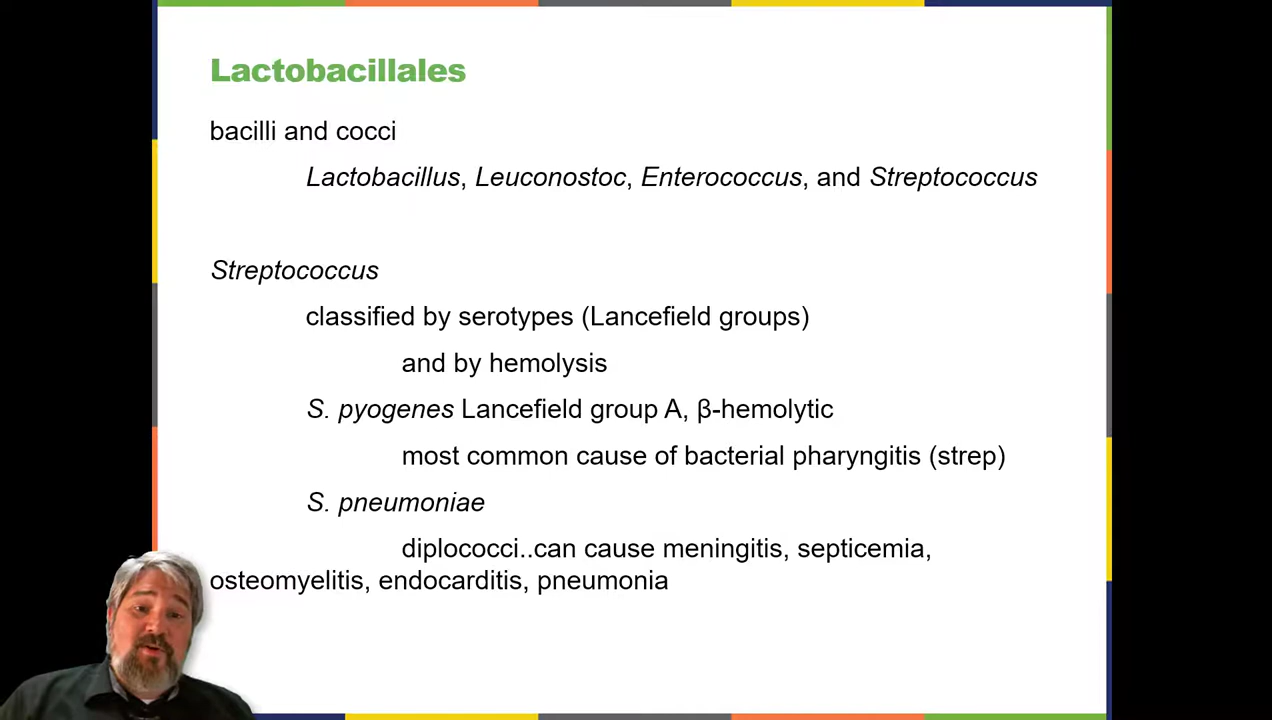 Lactobacillales
bacilli and cocci
Lactobacillus, Leuconostoc, Enterococcus, and Streptococcus
Streptococcus
classified by serotypes (Lancefield groups)
and by hemolysis
S. pyogenes Lancefield group A, β-hemolytic
most common cause of bacterial pharyngitis (strep)
S. pneumoniae
diplococci..can cause meningitis, septicemia,
osteomyelitis, endocarditis, pneumonia